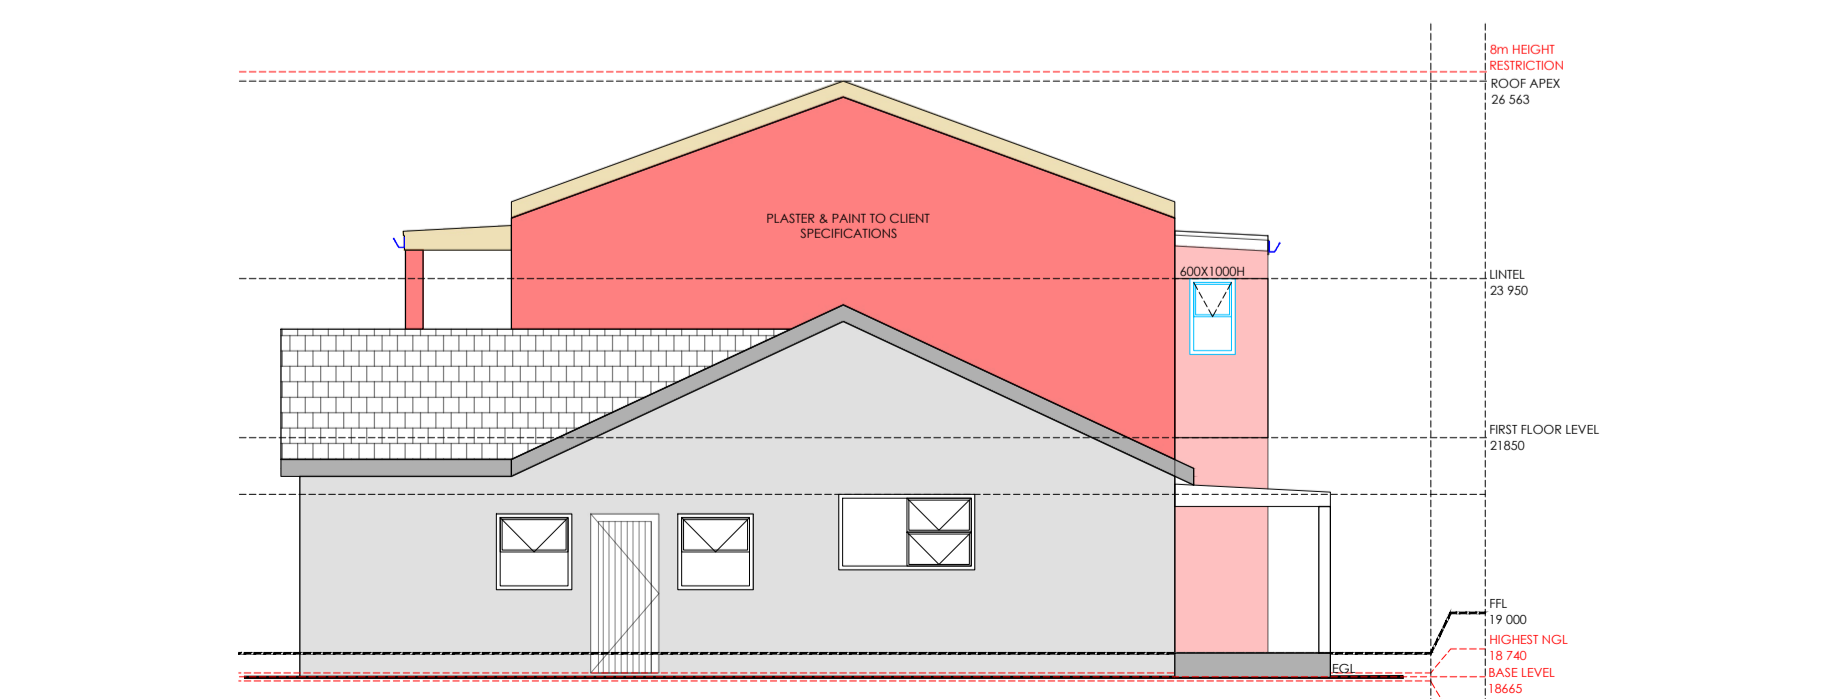 8m HEIGHT
RESTRICTION
ROOF APEX
26 563
PLASTER & PAINT TO CLIENT
SPECIFICATIONS
600X1000H
LINTEL
23 950
FIRST FLOOR LEVEL
21850
FFL
19 000
HIGHEST NGL
18 740
EGL
BASE LEVEL
18665